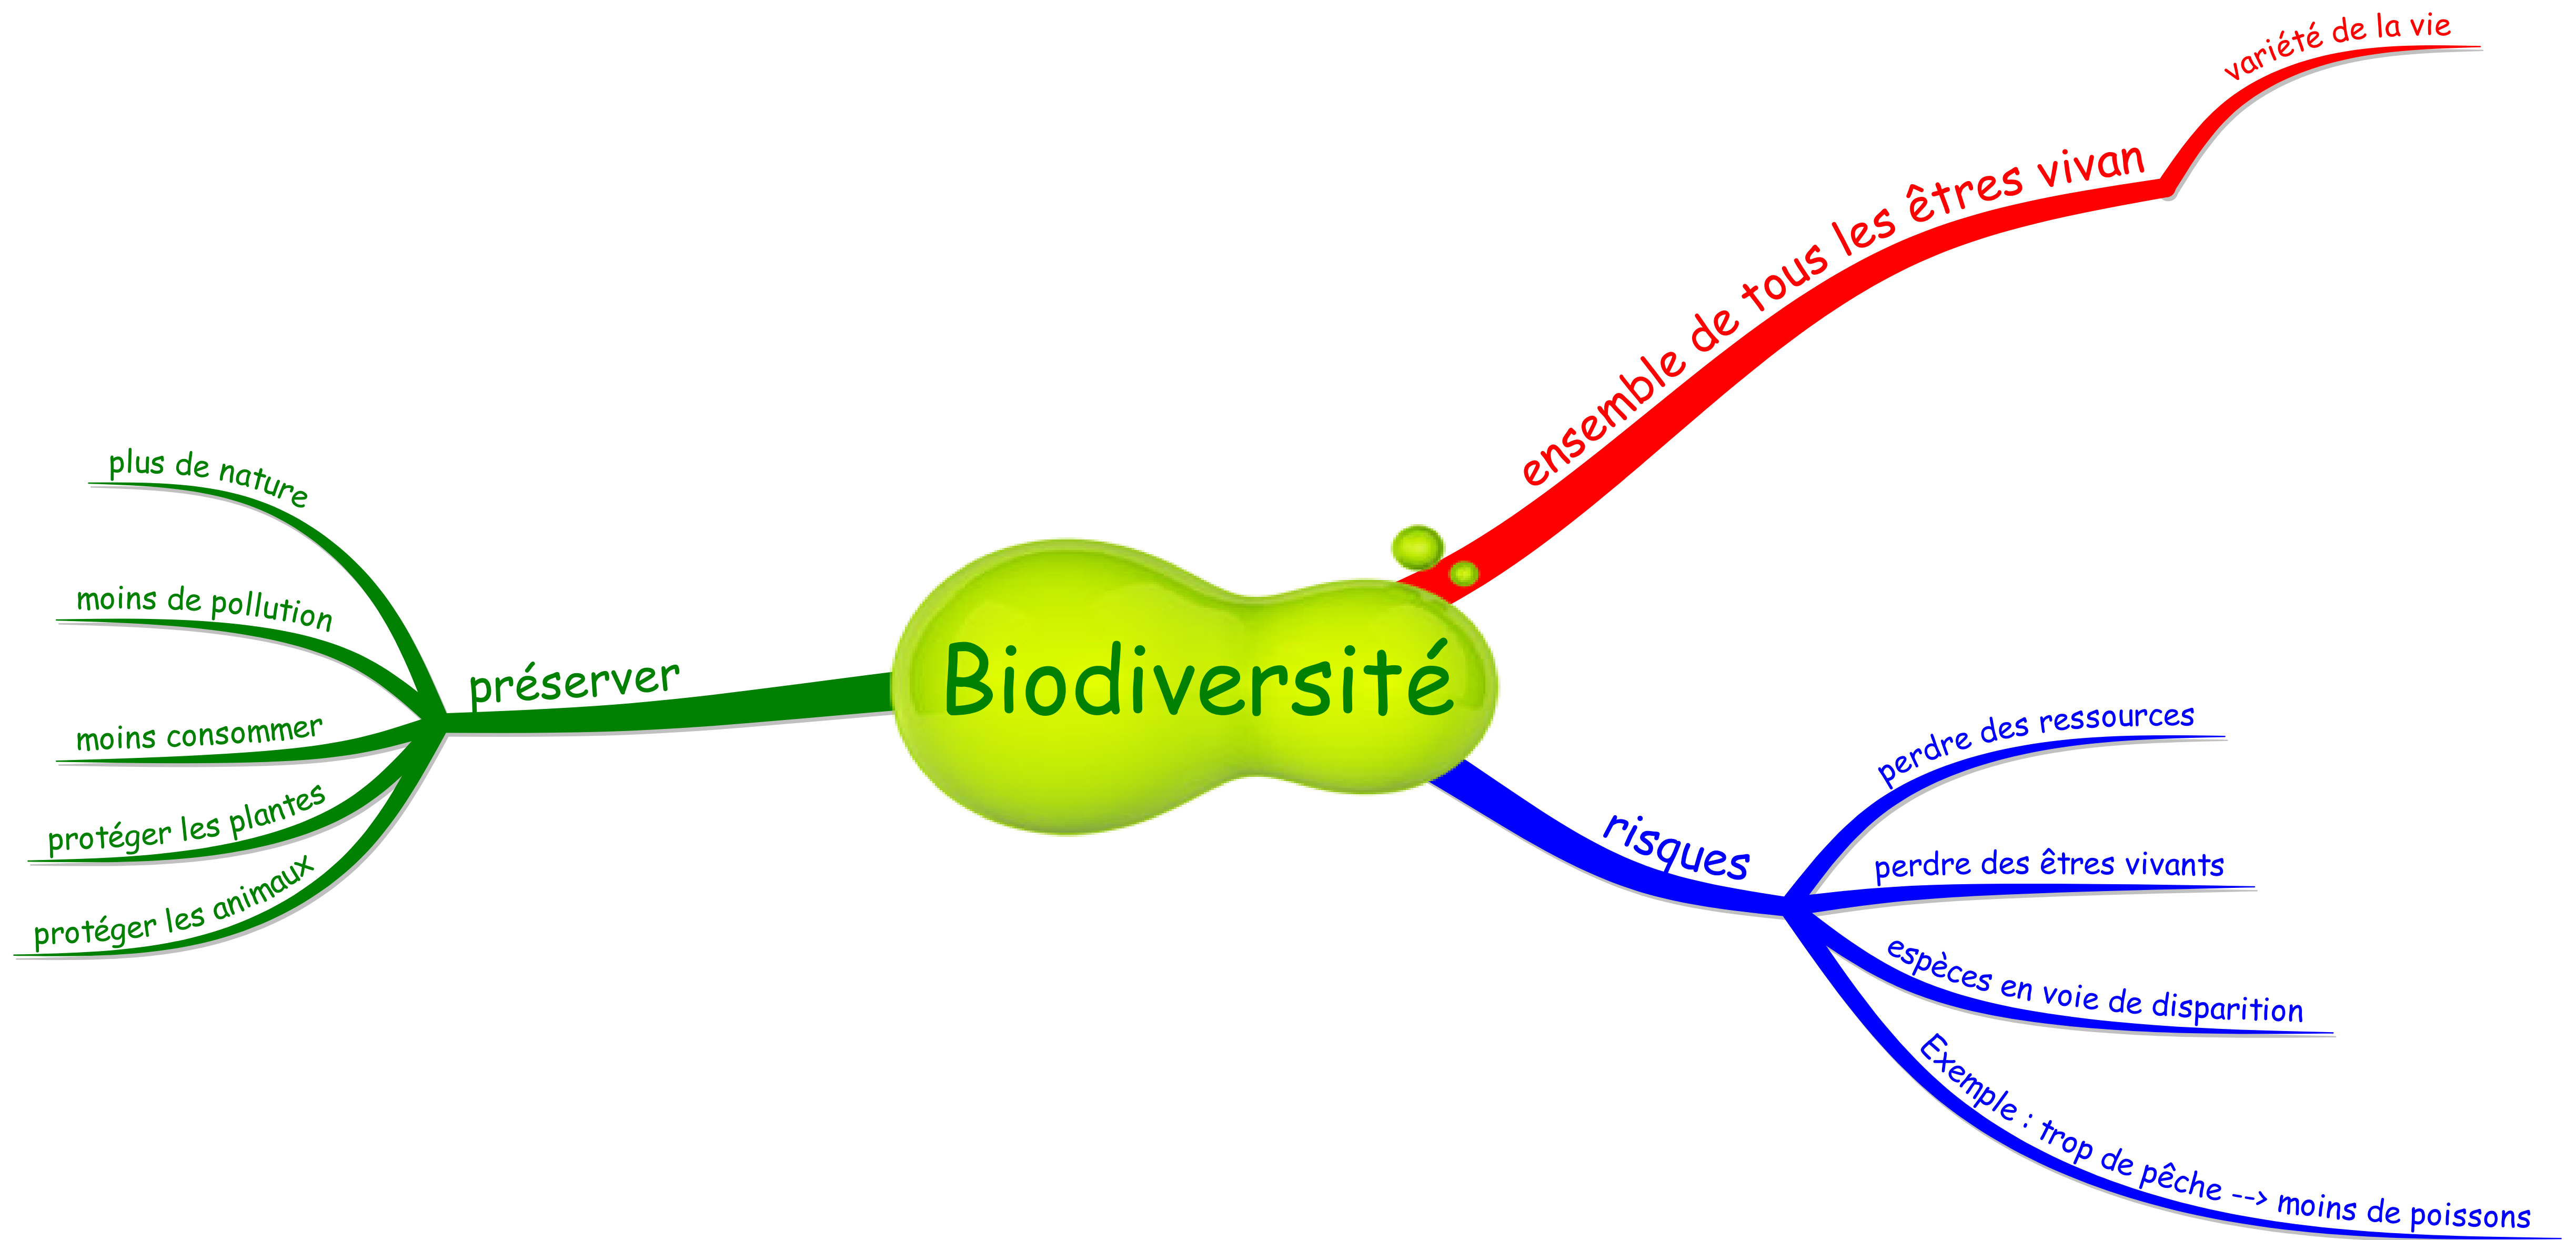 Biodiversité
ensemble de tous les êtres vivan
variété de la vie
risques
perdre des ressources
perdre des êtres vivants
espèces en voie de disparition
Exemple : trop de pêche --> moins de poissons
préserver
plus de nature
moins de pollution
moins consommer
protéger les plantes
protéger les animaux